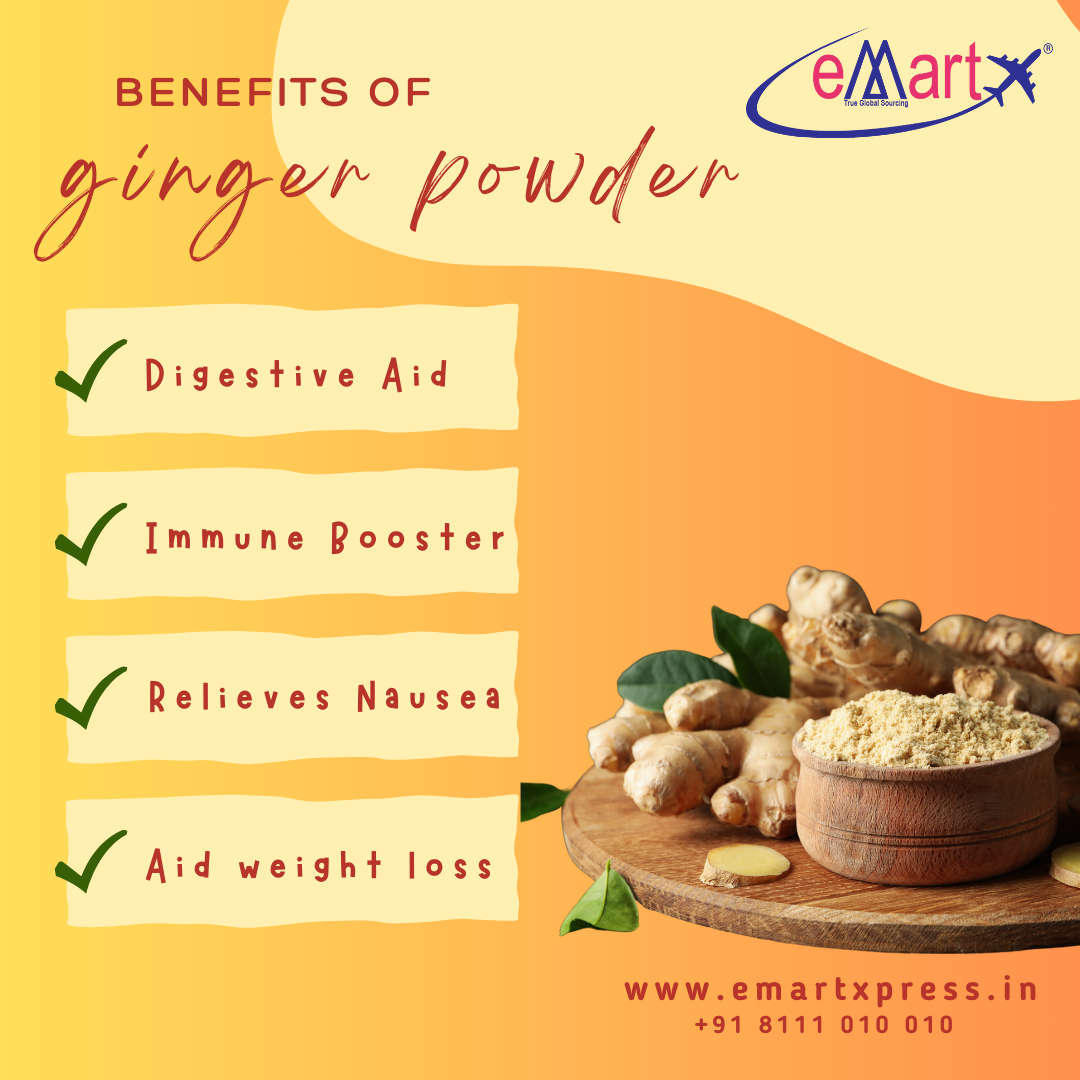 BENEFITS OF
ginger powder
eMart
®
True Global Sourcing
Digestive Aid
Immune Booster
Relieves Nausea
Aid weight loss
www.emartxpress.in
+91 8111 010 010